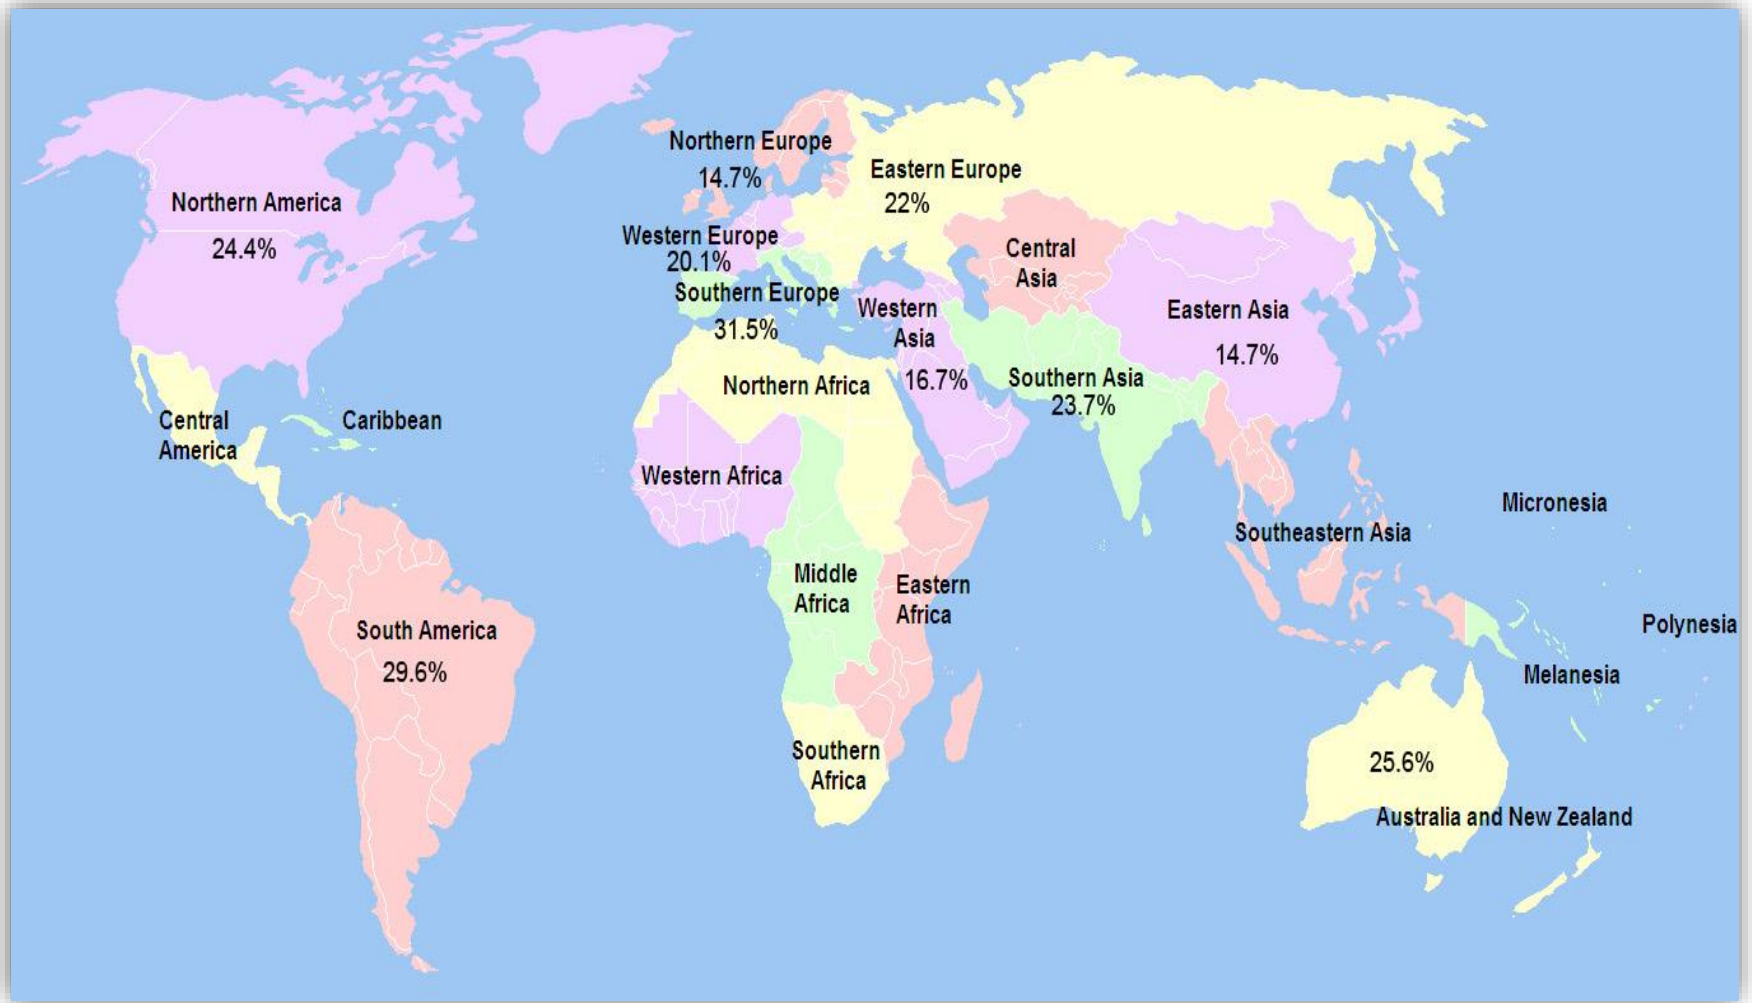 Northern Europe
14.7%
Eastern Europe
22%
Northern America
24.4%
Western Europe
20.1%
Central
Asia
Southern Europe
31.5%
Western
Asia
16.7%
Eastern Asia
14.7%
Southern Asia
23.7%
Northern Africa
Central
America
Caribbean
Western Africa
Micronesia
Southeastern Asia
Middle
Africa
Eastern
Africa
South America
29.6%
Polynesia
Melanesia
Southern
Africa
25.6%
Australia and New Zealand